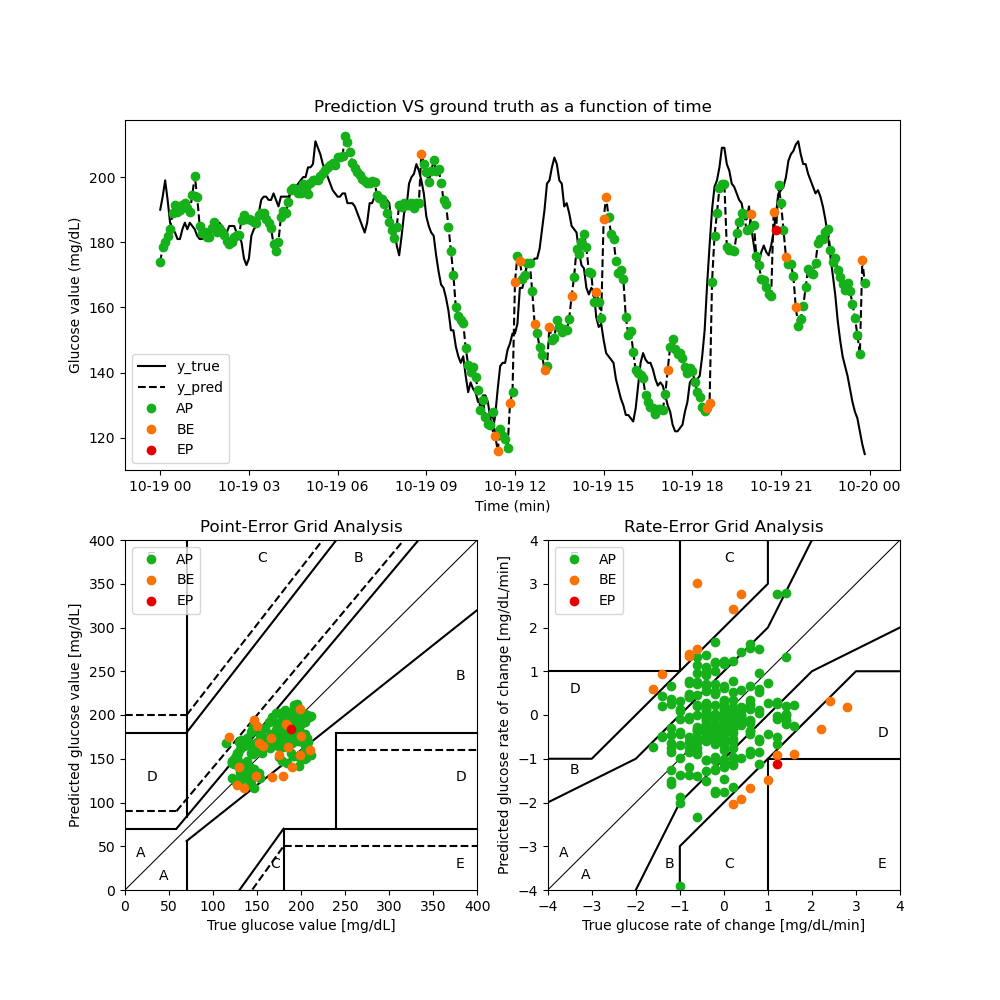 Prediction VS ground truth as a function of time
Glucose value (mg/dL)
200
180
160
140
120
y_true
y_pred
AP
BE
EP
10-19 00 10-19 03 10-19 06 10-19 09 10-19 12 10-19 15 10-19 18 10-19 21 10-20 00
Time (min)
Point-Error Grid Analysis
Predicted glucose value [mg/dL]
400
350
300
250
200
150
100
50
0
AP
BE
EP
C
B
B
D
D
A
A
C
E
0 50 100 150 200 250 300 350 400
True glucose value [mg/dL]
Rate-Error Grid Analysis
Predicted glucose rate of change [mg/dL/min]
4
3
2
1
0
−1
−2
−3
−4
AP
BE
EP
C
D
D
B
A
A
B
C
E
−4 −3 −2 −1 0 1 2 3 4
True glucose rate of change [mg/dL/min]